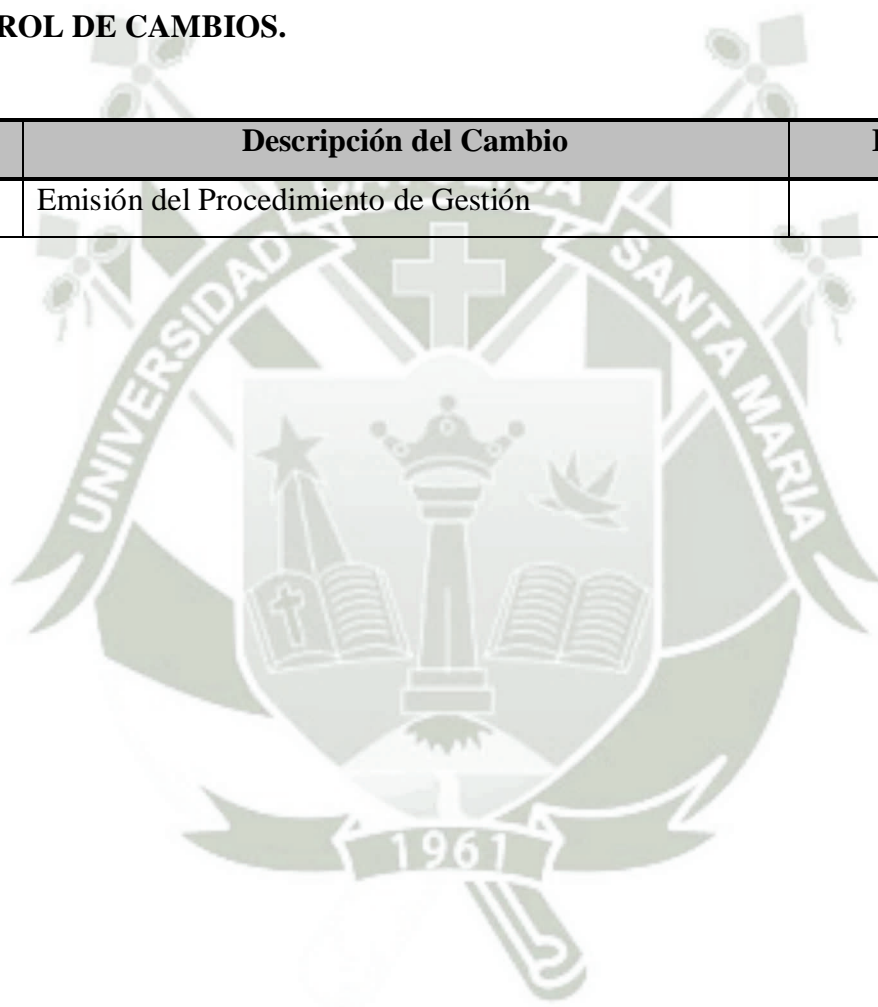 ROL DE CAMBIOS.
Descripción del Cambio
Emisión del Procedimiento de Gestión
UNIVERSIDAD
SANTA MARIA
1961